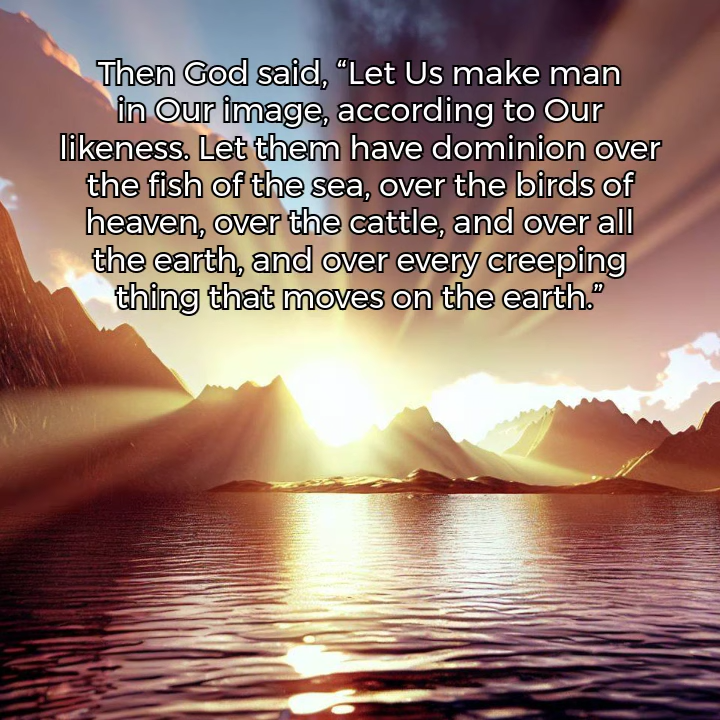 Then God said, “Let Us make man
in Our image, according to Our
likeness. Let them have dominion over
the fish of the sea, over the birds of
heaven, over the cattle, and over all
the earth, and over every creeping
thing that moves on the earth.”